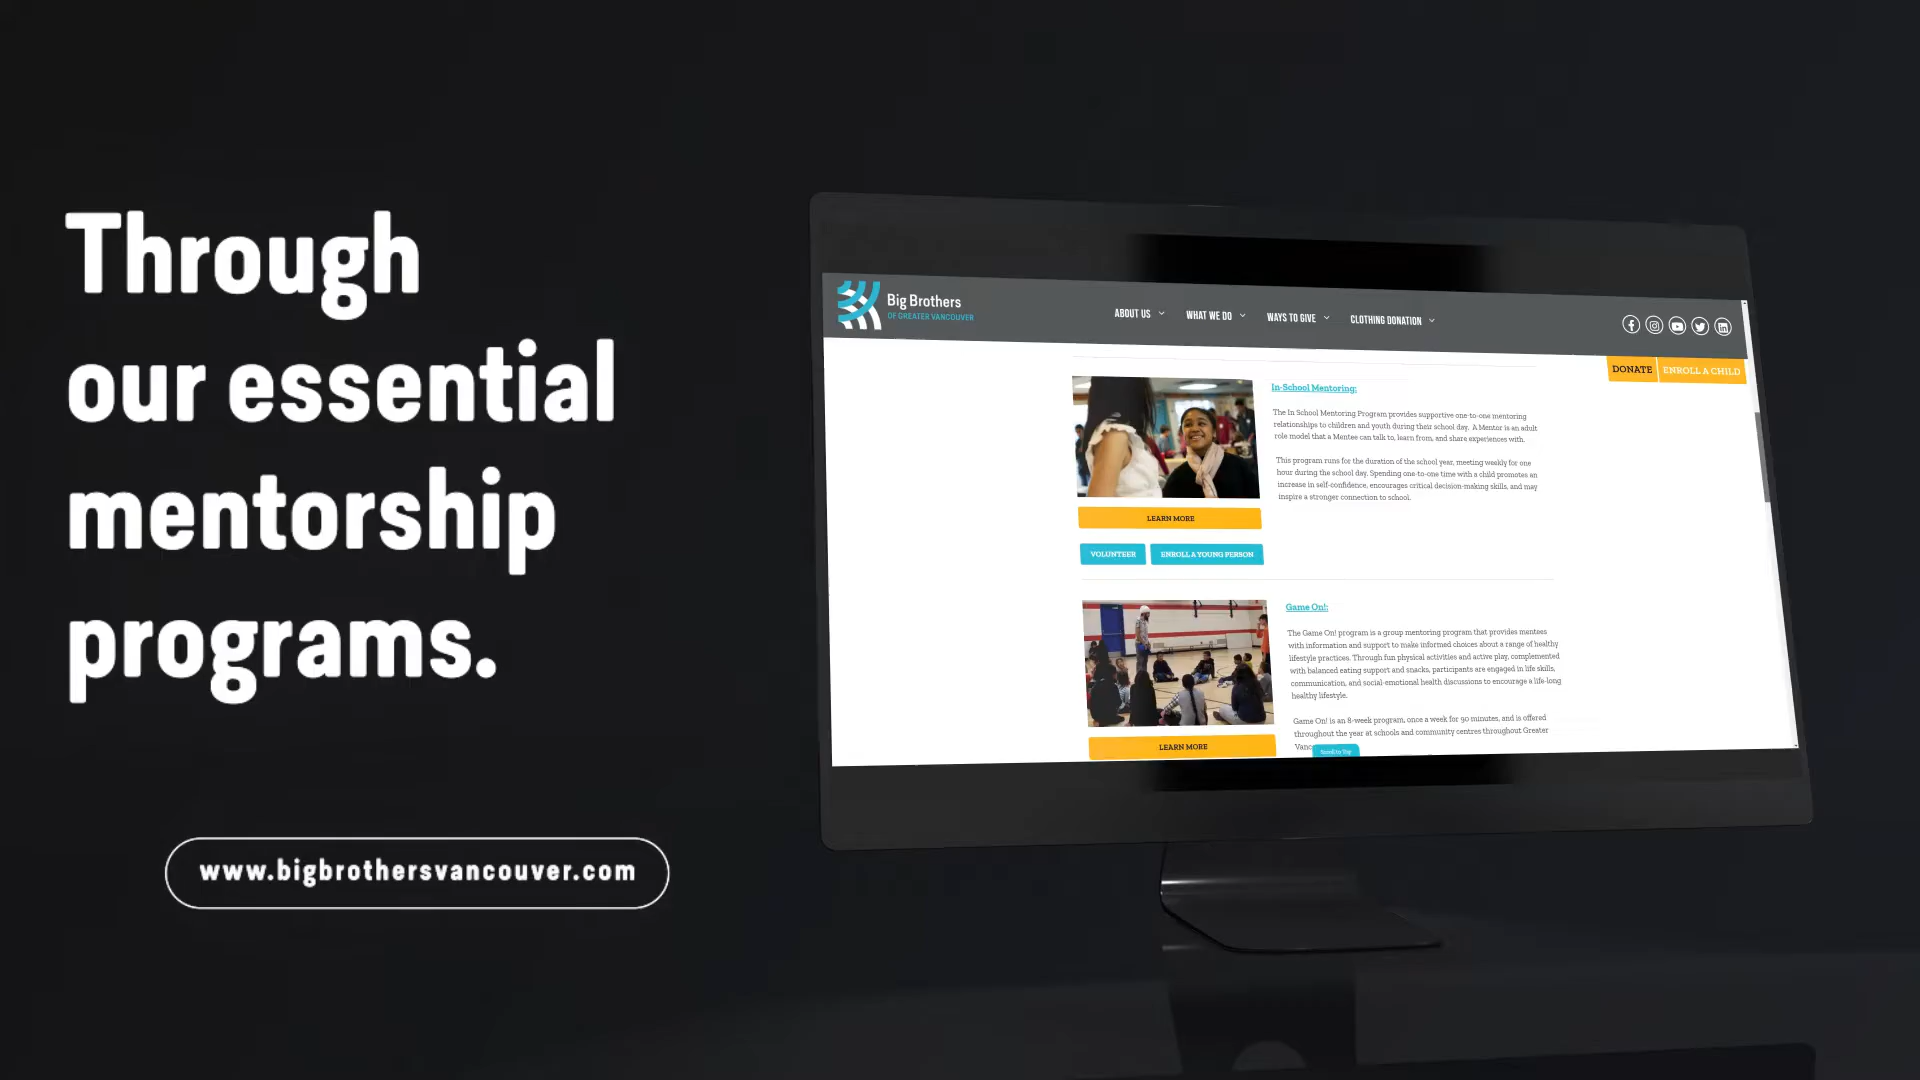 Through
our essential
mentorship
programs.
www.bigbrothersvancouver.com
Big Brothers
OF GREATER VANCOUVER
ABOUT US
WHAT WE DO
WAYS TO GIVE
CLOTHING DONATION
DONATE
ENROLL A CHILD
In-School Mentoring:
The In School Mentoring Program provides supportive one-to-one mentoring
relationships to children and youth during their school day. A Mentor is an adult
role model that a Mentee can talk to, learn from, and share experiences with.
This program runs for the duration of the school year, meeting weekly for one
hour during the school day. Spending one-to-one time with a child promotes an
increase in self-confidence, encourages critical decision-making skills, and may
inspire a stronger connection to school.
LEARN MORE
VOLUNTEER
ENROLL A YOUNG PERSON
Game On!:
The Game On! program is a group mentoring program that provides mentees
with information and support to make informed choices about a range of healthy
lifestyle practices. Through fun physical activities and active play, complemented
with balanced eating support and snacks, participants are engaged in life skills,
communication, and social-emotional health discussions to encourage a life-long
healthy lifestyle.
Game On! is an 8-week program, once a week for 90 minutes, and is offered
throughout the year at schools and community centres throughout Greater
Scroll to Top
LEARN MORE